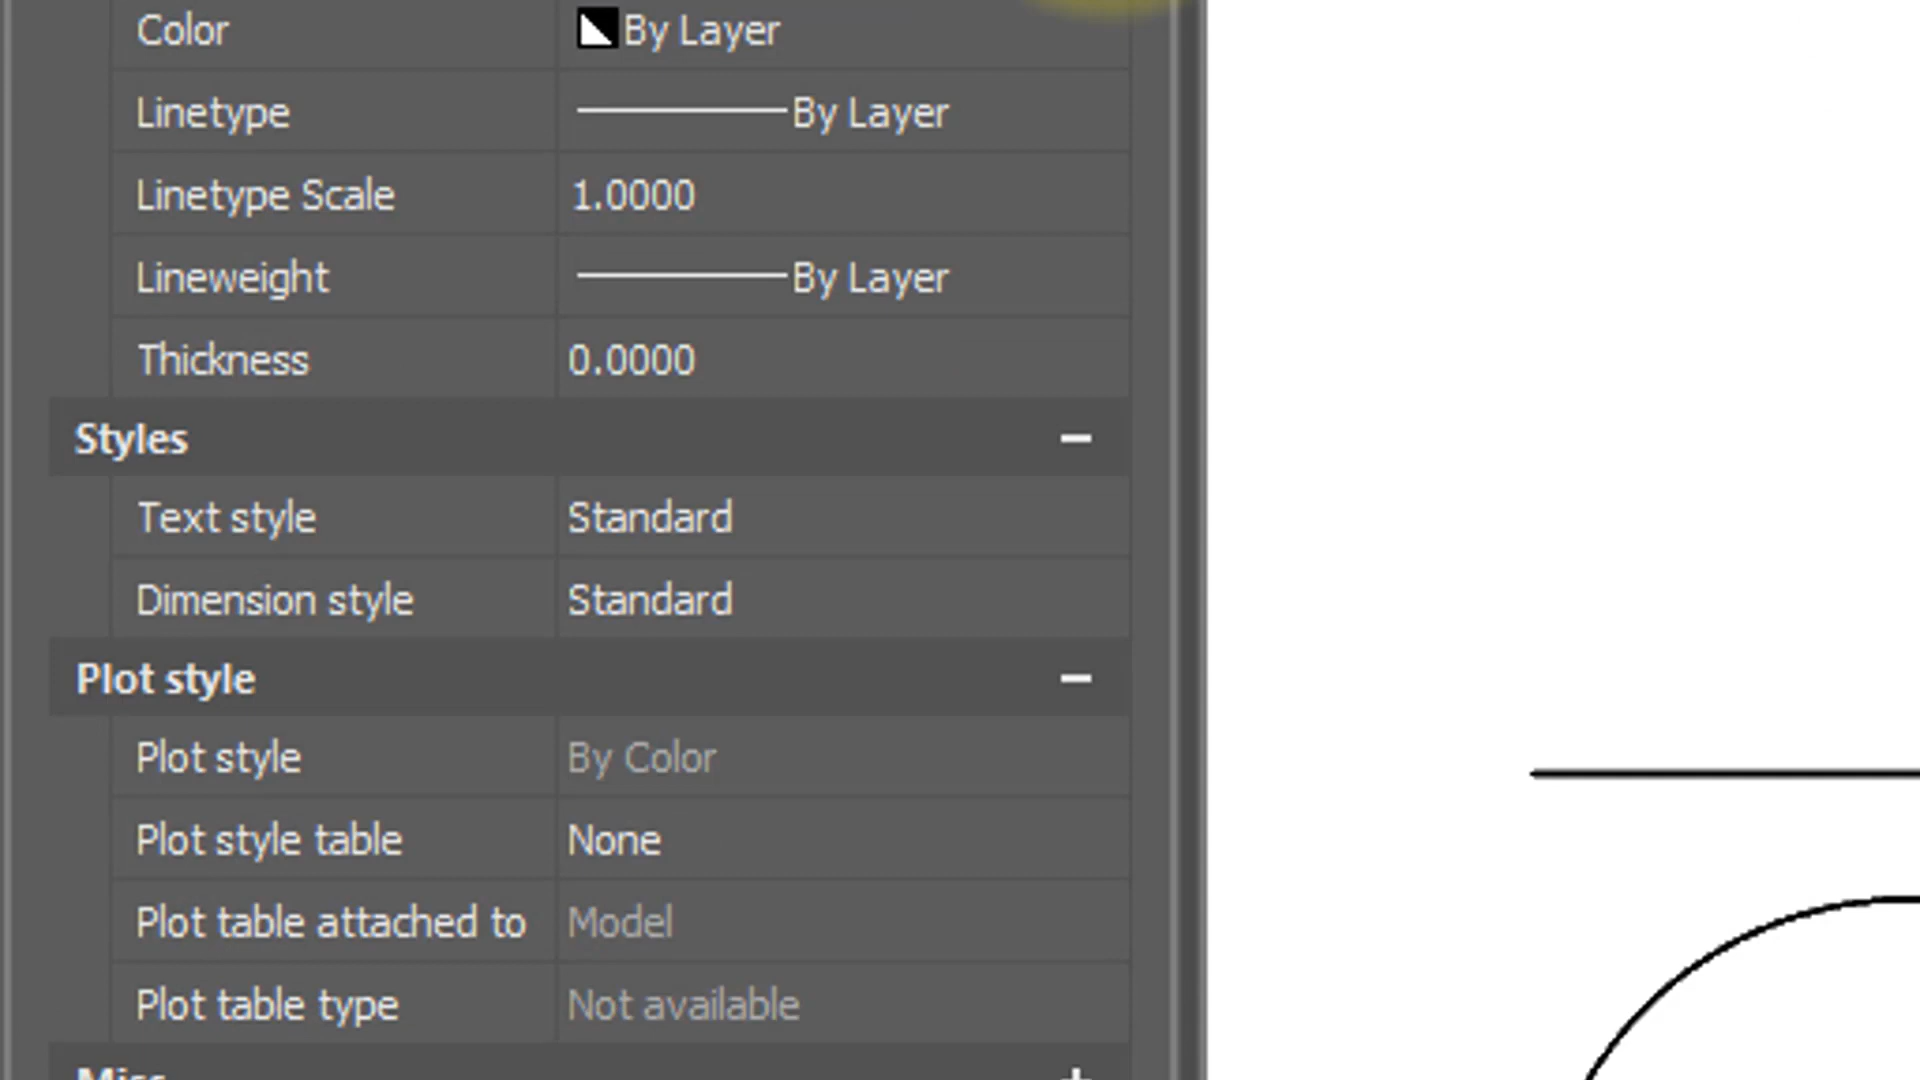 Color By Layer
Linetype By Layer
Linetype Scale 1.0000
Lineweight By Layer
Thickness 0.0000
Styles
Text style Standard
Dimension style Standard
Plot style
Plot style By Color
Plot style table None
Plot table attached to Model
Plot table type Not available